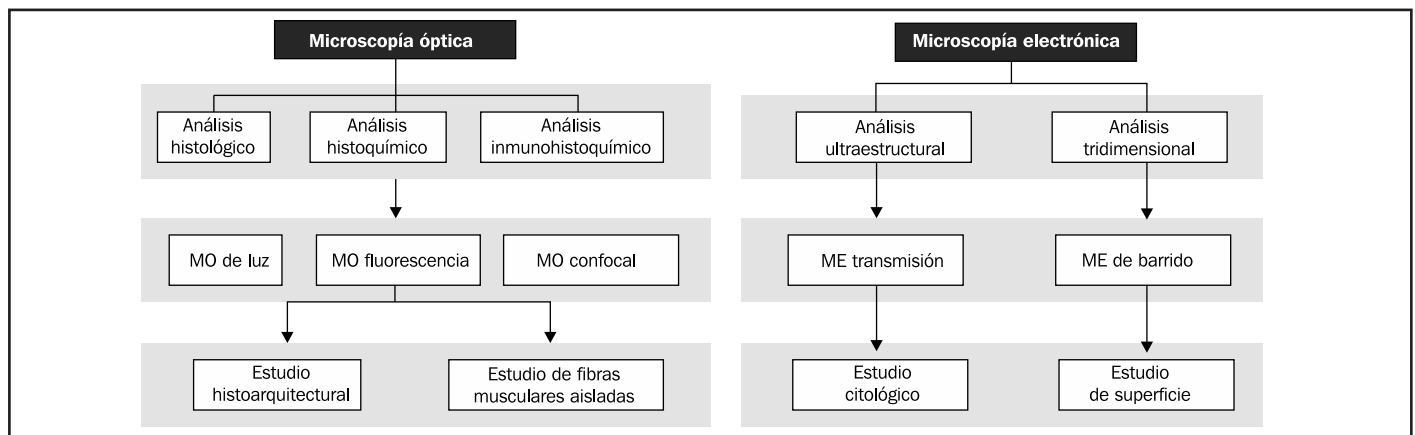 Microscopía óptica
Análisis
histológico
Análisis
histoquímico
Análisis
inmunohistoquímico
MO de luz
MO fluorescencia
MO confocal
Estudio
histoarquitectural
Estudio de fibras
musculares aisladas
Microscopía electrónica
Análisis
ultraestructural
Análisis
tridimensional
ME transmisión
ME de barrido
Estudio
citológico
Estudio
de superficie